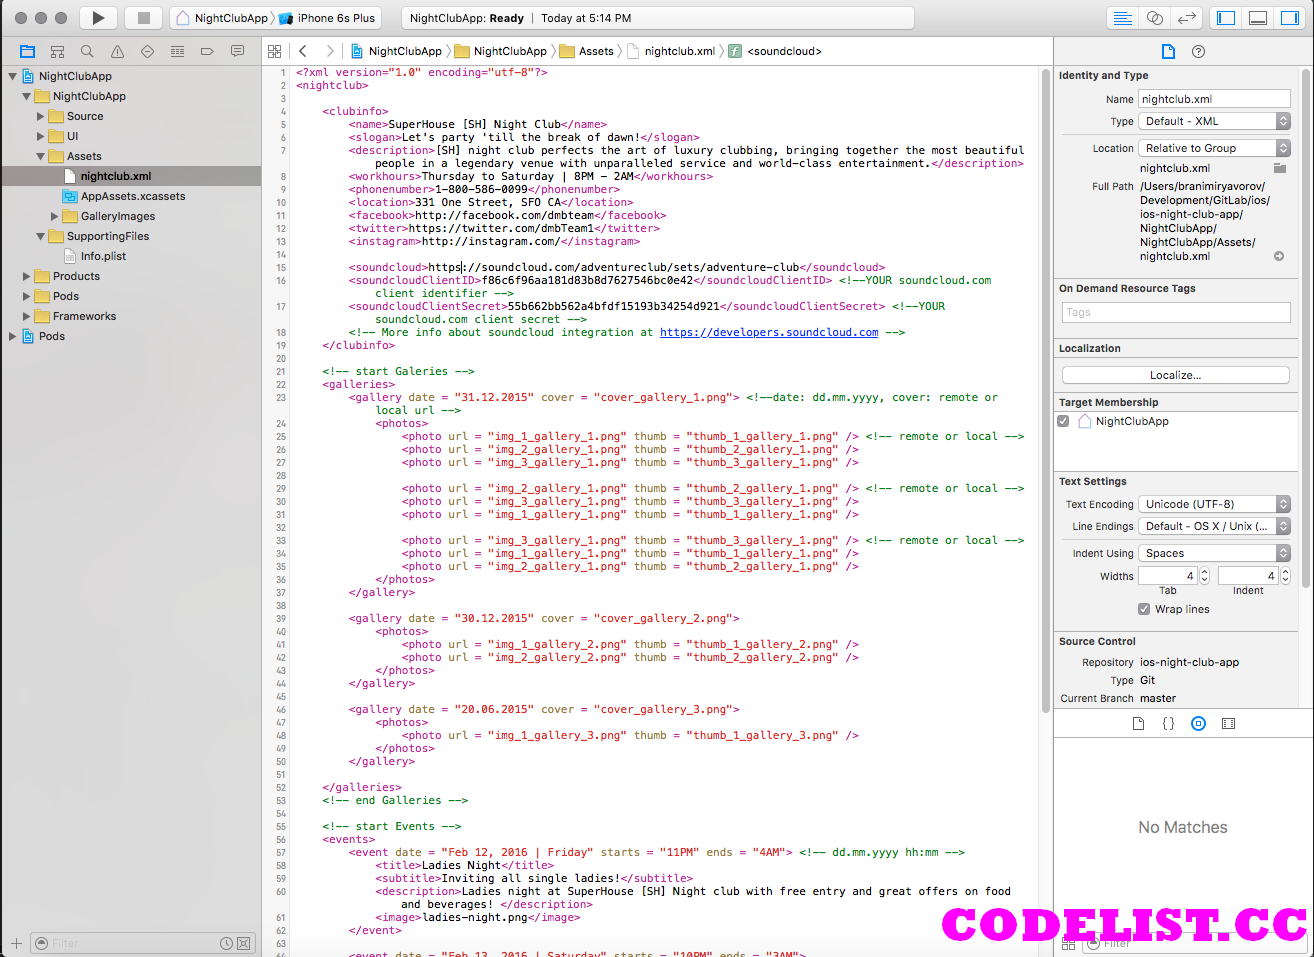 NightClubApp iPhone 6s Plus
NightClubApp: Ready | Today at 5:14 PM
NightClubApp NightClubApp Assets nightclub.xml f <soundcloud>
NightClubApp
NightClubApp
Source
UI
Assets
nightclub.xml
AppAssets.xcassets
GalleryImages
SupportingFiles
Info.plist
Products
Pods
Frameworks
Pods
Filter
1 <?xml version="1.0" encoding="utf-8"?>
2 <nightclub>
3
4 <clubinfo>
5 <name>SuperHouse [SH] Night Club</name>
6 <slogan>Let's party 'till the break of dawn!</slogan>
7 <description>[SH] night club perfects the art of luxury clubbing, bringing together the most beautiful
people in a legendary venue with unparalleled service and world-class entertainment.</description>
8 <workhours>Thursday to Saturday | 8PM - 2AM</workhours>
9 <phonenumber>1-800-586-0099</phonenumber>
10 <location>331 One Street, SFO CA</location>
11 <facebook>http://facebook.com/dmbteam</facebook>
12 <twitter>https://twitter.com/dmbTeam1</twitter>
13 <instagram>http://instagram.com/</instagram>
14
15 <soundcloud>https://soundcloud.com/adventureclub/sets/adventure-club</soundcloud>
16 <soundcloudClientID>f86c6f96aa181d83b8d7627546bc0e42</soundcloudClientID> <!--YOUR soundcloud.com
client identifier -->
17 <soundcloudClientSecret>55b662bb562a4bfdf15193b34254d921</soundcloudClientSecret> <!--YOUR
soundcloud.com client secret -->
18 <!-- More info about soundcloud integration at https://developers.soundcloud.com -->
19 </clubinfo>
20
21 <!-- start Galeries -->
22 <galleries>
23 <gallery date = "31.12.2015" cover = "cover_gallery_1.png"> <!--date: dd.mm.yyyy, cover: remote or
local url -->
24 <photos>
25 <photo url = "img_1_gallery_1.png" thumb = "thumb_1_gallery_1.png" /> <!-- remote or local -->
26 <photo url = "img_2_gallery_1.png" thumb = "thumb_2_gallery_1.png" />
27 <photo url = "img_3_gallery_1.png" thumb = "thumb_3_gallery_1.png" />
28
29 <photo url = "img_2_gallery_1.png" thumb = "thumb_2_gallery_1.png" /> <!-- remote or local -->
30 <photo url = "img_3_gallery_1.png" thumb = "thumb_3_gallery_1.png" />
31 <photo url = "img_1_gallery_1.png" thumb = "thumb_1_gallery_1.png" />
32
33 <photo url = "img_3_gallery_1.png" thumb = "thumb_3_gallery_1.png" /> <!-- remote or local -->
34 <photo url = "img_1_gallery_1.png" thumb = "thumb_1_gallery_1.png" />
35 <photo url = "img_2_gallery_1.png" thumb = "thumb_2_gallery_1.png" />
36 </photos>
37 </gallery>
38
39 <gallery date = "30.12.2015" cover = "cover_gallery_2.png">
40 <photos>
41 <photo url = "img_1_gallery_2.png" thumb = "thumb_1_gallery_2.png" />
42 <photo url = "img_2_gallery_2.png" thumb = "thumb_2_gallery_2.png" />
43 </photos>
44 </gallery>
45
46 <gallery date = "20.06.2015" cover = "cover_gallery_3.png">
47 <photos>
48 <photo url = "img_1_gallery_3.png" thumb = "thumb_1_gallery_3.png" />
49 </photos>
50 </gallery>
51
52 </galleries>
53 <!-- end Galleries -->
54
55 <!-- start Events -->
56 <events>
57 <event date = "Feb 12, 2016 | Friday" starts = "11PM" ends = "4AM"> <!-- dd.mm.yyyy hh:mm -->
58 <title>Ladies Night</title>
59 <subtitle>Inviting all single ladies!</subtitle>
60 <description>Ladies night at SuperHouse [SH] Night club with free entry and great offers on food
and beverages! </description>
61 <image>ladies-night.png</image>
62 </event>
63
64 <event date = "Feb 13, 2016 | Saturday" starts = "10PM" ends = "3AM">
Identity and Type
Name nightclub.xml
Type Default - XML
Location Relative to Group
nightclub.xml
Full Path /Users/branimiryavorov/
Development/GitLab/ios/
ios-night-club-app/
NightClubApp/
NightClubApp/Assets/
nightclub.xml
On Demand Resource Tags
Tags
Localization
Localize...
Target Membership
NightClubApp
Text Settings
Text Encoding Unicode (UTF-8)
Line Endings Default - OS X / Unix (...
Indent Using Spaces
Widths 4 4
Tab Indent
Wrap lines
Source Control
Repository ios-night-club-app
Type Git
Current Branch master
{ }
No Matches
Filter
CODELIST.CC